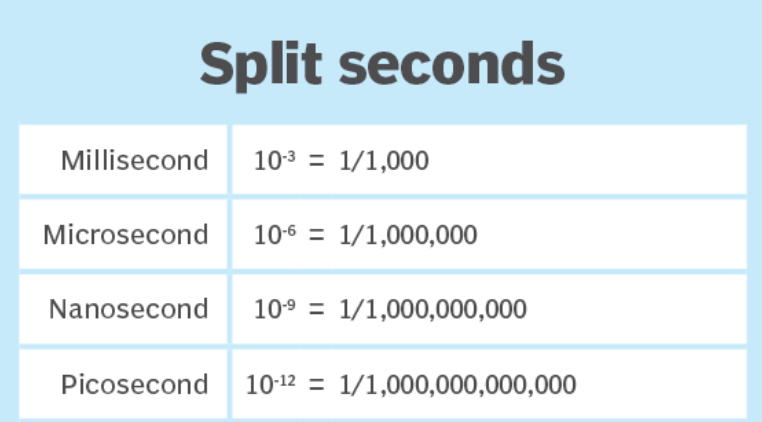 Split seconds
Millisecond 10⁻³ = 1/1,000
Microsecond 10⁻⁶ = 1/1,000,000
Nanosecond 10⁻⁹ = 1/1,000,000,000
Picosecond 10⁻¹² = 1/1,000,000,000,000